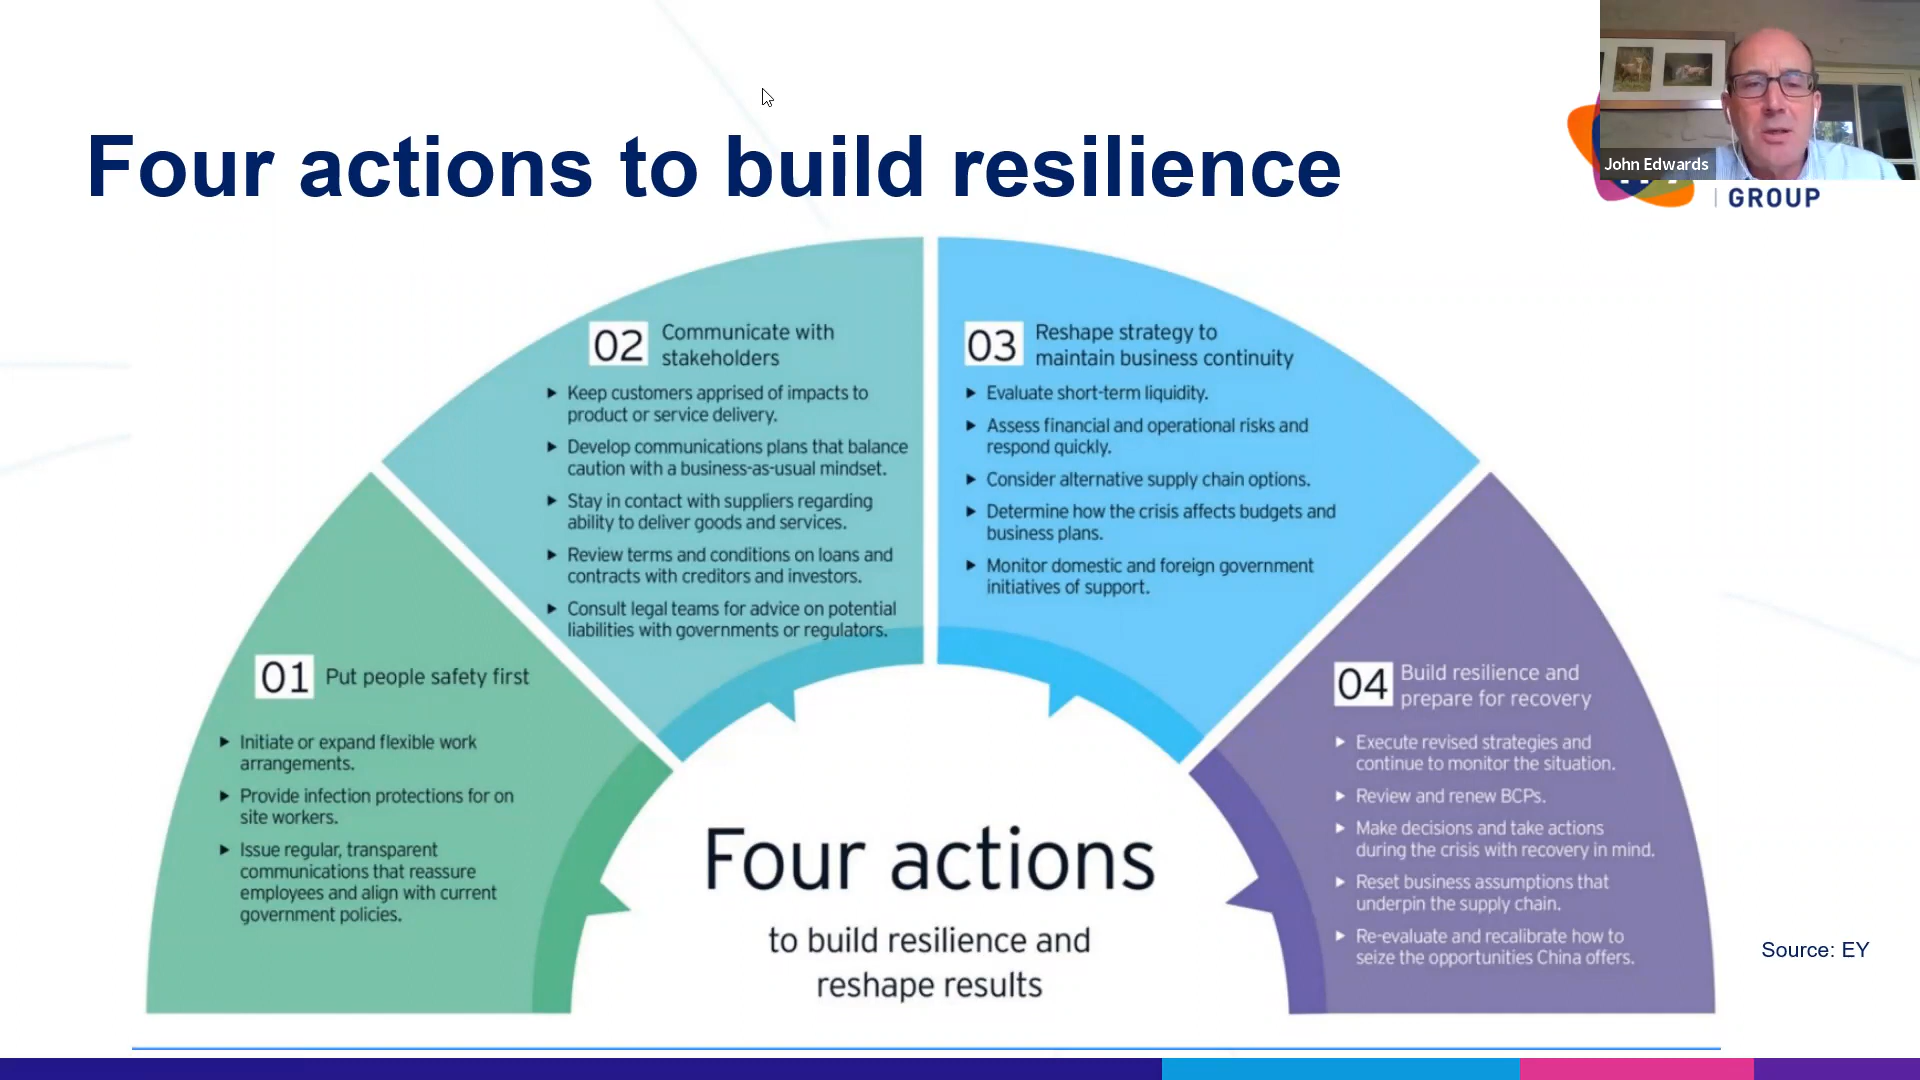 Four actions to build resilience
John Edwards
GROUP
01 Put people safety first
Initiate or expand flexible work
arrangements.
Provide infection protections for on
site workers.
Issue regular, transparent
communications that reassure
employees and align with current
government policies.
02 Communicate with
stakeholders
Keep customers apprised of impacts to
product or service delivery.
Develop communications plans that balance
caution with a business-as-usual mindset.
Stay in contact with suppliers regarding
ability to deliver goods and services.
Review terms and conditions on loans and
contracts with creditors and investors.
Consult legal teams for advice on potential
liabilities with governments or regulators.
03 Reshape strategy to
maintain business continuity
Evaluate short-term liquidity.
Assess financial and operational risks and
respond quickly.
Consider alternative supply chain options.
Determine how the crisis affects budgets and
business plans.
Monitor domestic and foreign government
initiatives of support.
04 Build resilience and
prepare for recovery
Execute revised strategies and
continue to monitor the situation.
Review and renew BCPs.
Make decisions and take actions
during the crisis with recovery in mind.
Reset business assumptions that
underpin the supply chain.
Re-evaluate and recalibrate how to
seize the opportunities China offers.
Four actions
to build resilience and
reshape results
Source: EY